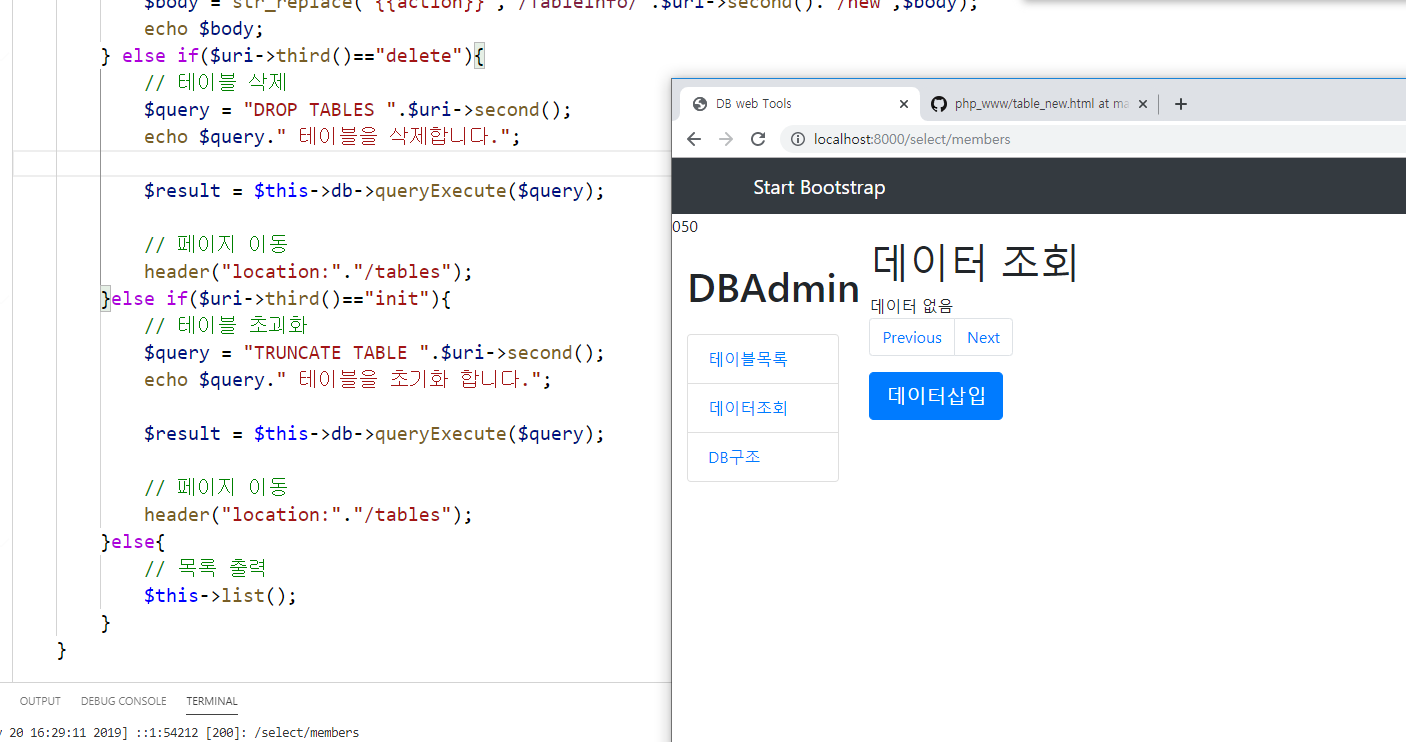 $body = str_replace("{{action}}","/TableInfo/".$uri->second()."/new",$body);
echo $body;
} else if($uri->third()=="delete"){
// 테이블 삭제
$query = "DROP TABLES ".$uri->second();
echo $query." 테이블을 삭제합니다.";
$result = $this->db->queryExecute($query);
// 페이지 이동
header("location:"."/tables");
}else if($uri->third()=="init"){
// 테이블 초괴화
$query = "TRUNCATE TABLE ".$uri->second();
echo $query." 테이블을 초기화 합니다.";
$result = $this->db->queryExecute($query);
// 페이지 이동
header("location:"."/tables");
}else{
// 목록 출력
$this->list();
}
}
OUTPUT DEBUG CONSOLE TERMINAL
20 16:29:11 2019] ::1:54212 [200]: /select/members
DB web Tools
php_www/table_new.html at ma
localhost:8000/select/members
Start Bootstrap
050
DBAdmin
테이블목록
데이터조회
DB구조
데이터 조회
데이터 없음
Previous Next
데이터삽입